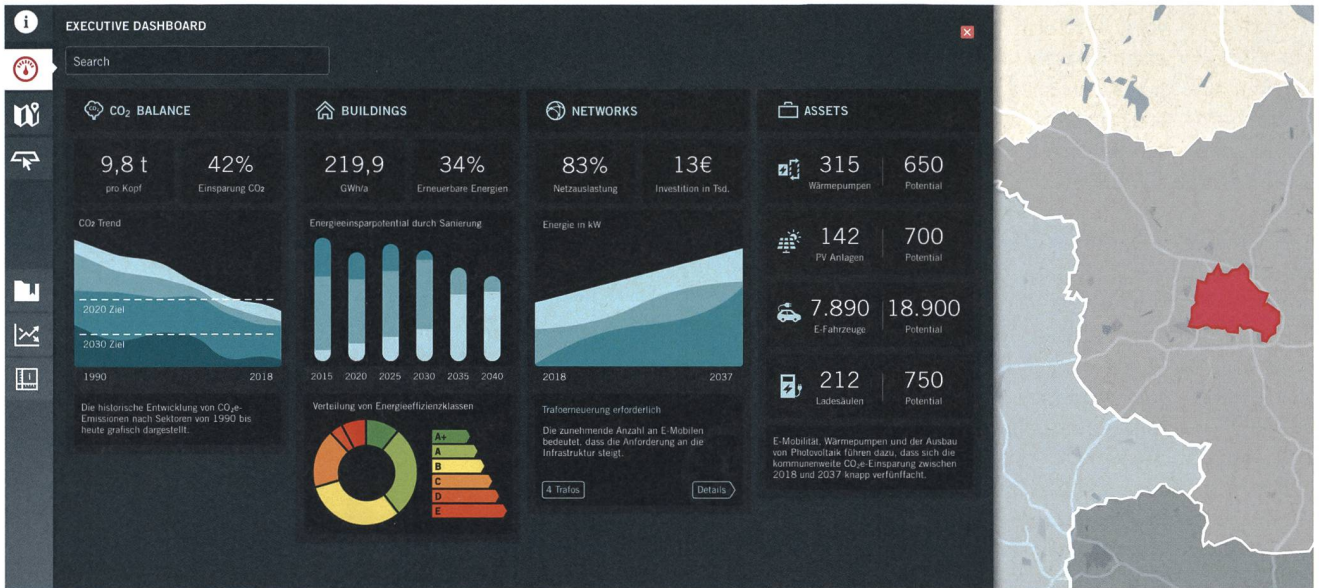 EXECUTIVE DASHBOARD
Search
CO₂ BALANCE
9,8 t
pro Kopf
42%
Einsparung CO₂
CO₂ Trend
2020 Ziel
2030 Ziel
1990
2018
Die historische Entwicklung von CO₂e-
Emissionen nach Sektoren von 1990 bis
heute grafisch dargestellt.
BUILDINGS
219,9
GWh/a
34%
Erneuerbare Energien
Energieeinsparpotential durch Sanierung
2015 2020 2025 2030 2035 2040
Verteilung von Energieeffizienzklassen
A+
A
B
C
D
E
NETWORKS
83%
Netzauslastung
13€
Investition in Tsd.
Energie in kW
2018
2037
Trafoerneuerung erforderlich
Die zunehmende Anzahl an E-Mobilen
bedeutet, dass die Anforderung an die
Infrastruktur steigt.
4 Trafos
Details
ASSETS
315
Wärmepumpen
650
Potential
142
PV Anlagen
700
Potential
7.890
E-Fahrzeuge
18.900
Potential
212
Ladesäulen
750
Potential
E-Mobilität, Wärmepumpen und der Ausbau
von Photovoltaik führen dazu, dass sich die
kommunenweite CO₂e-Einsparung zwischen
2018 und 2037 knapp verfünffacht.